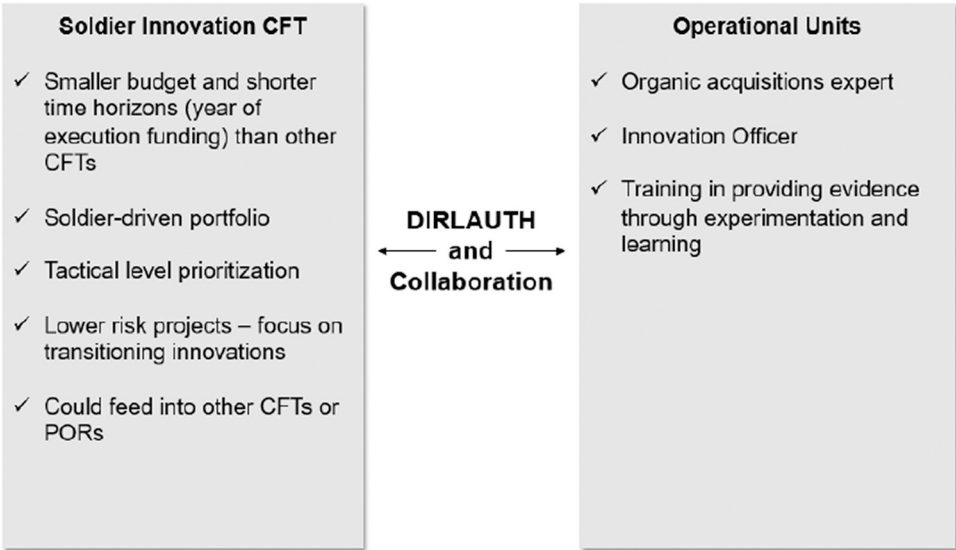 Soldier Innovation CFT
✓ Smaller budget and shorter
time horizons (year of
execution funding) than other
CFTs
✓ Soldier-driven portfolio
✓ Tactical level prioritization
✓ Lower risk projects – focus on
transitioning innovations
✓ Could feed into other CFTs or
PORs
DIRLAUTH
and
Collaboration
Operational Units
✓ Organic acquisitions expert
✓ Innovation Officer
✓ Training in providing evidence
through experimentation and
learning